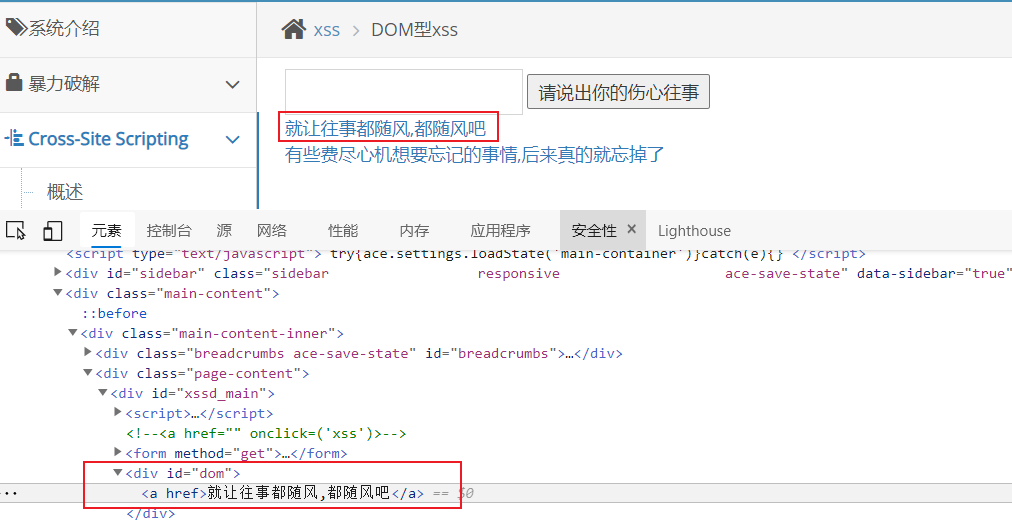 系统介绍
xss > DOM型xss
暴力破解
请说出你的伤心往事
Cross-Site Scripting
就让往事都随风,都随风吧
有些费尽心机想要忘记的事情,后来真的就忘掉了
概述
元素 控制台 源 网络 性能 内存 应用程序 安全性 × Lighthouse
<script type="text/javascript"> try{ace.settings.loadState('main-container')}catch(e){} </script>
<div id="sidebar" class="sidebar responsive ace-save-state" data-sidebar="true"
<div class="main-content">
::before
<div class="main-content-inner">
<div class="breadcrumbs ace-save-state" id="breadcrumbs">…</div>
<div class="page-content">
<div id="xssd_main">
<script>…</script>
<!--<a href="" onclick=('xss')>-->
<form method="get">…</form>
<div id="dom">
<a href>就让往事都随风,都随风吧</a> == $0
</div>